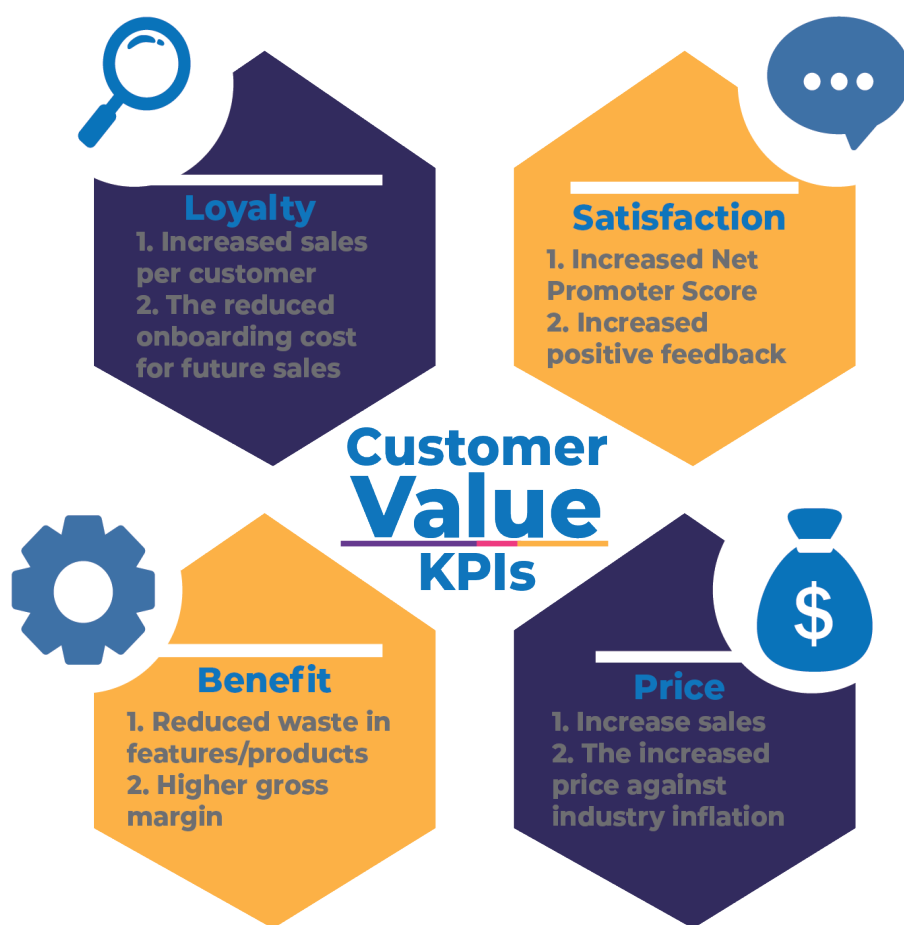 Loyalty
1. Increased sales
per customer
2. The reduced
onboarding cost
for future sales
Satisfaction
1. Increased Net
Promoter Score
2. Increased
positive feedback
Customer
Value
KPIs
Benefit
1. Reduced waste in
features/products
2. Higher gross
margin
$
Price
1. Increase sales
2. The increased
price against
industry inflation